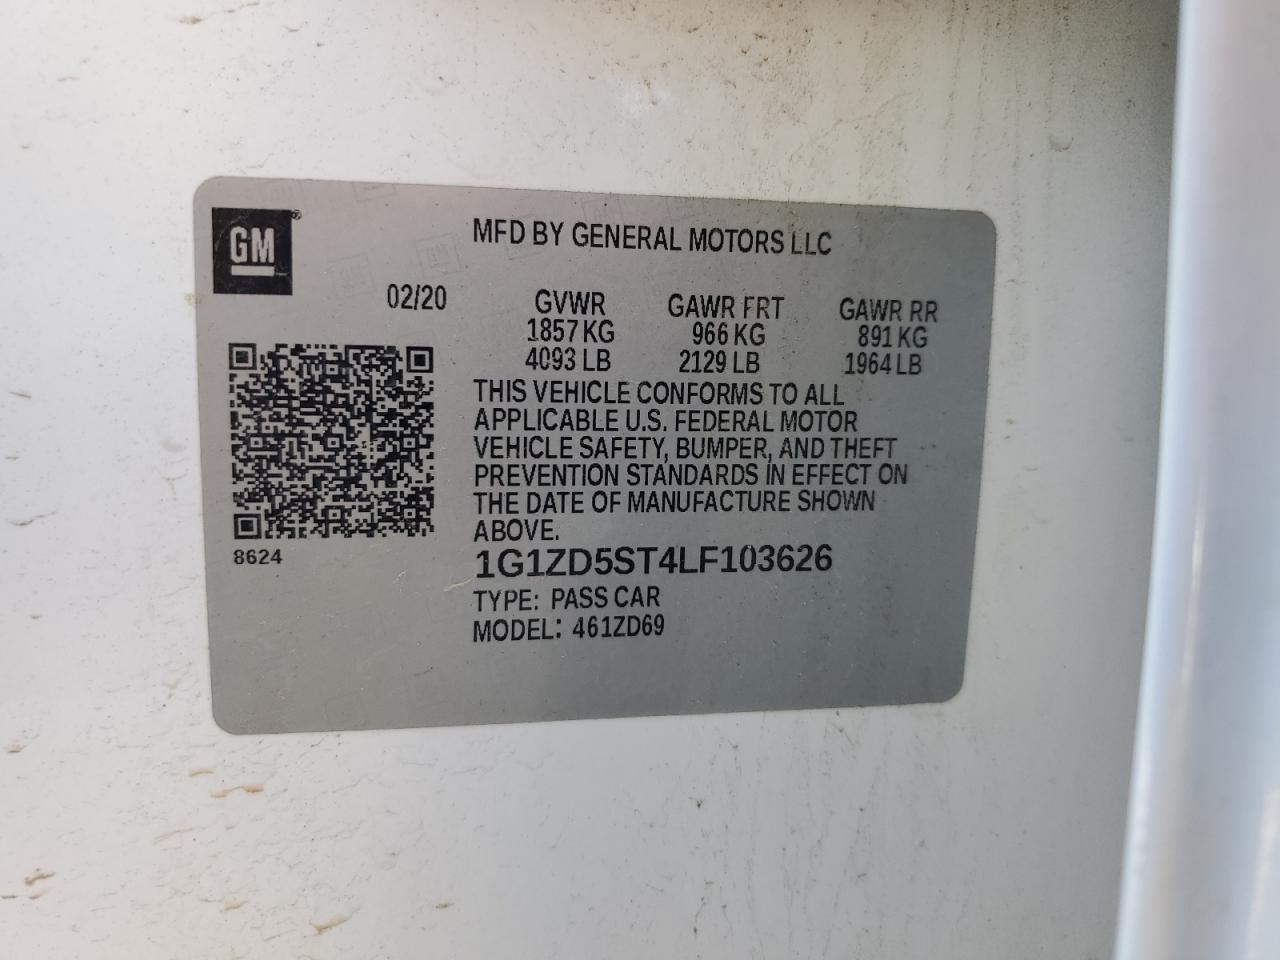 GM
MFD BY GENERAL MOTORS LLC
02/20 GVWR GAWR FRT GAWR RR
1857 KG 966 KG 891 KG
4093 LB 2129 LB 1964 LB
THIS VEHICLE CONFORMS TO ALL
APPLICABLE U.S. FEDERAL MOTOR
VEHICLE SAFETY, BUMPER, AND THEFT
PREVENTION STANDARDS IN EFFECT ON
THE DATE OF MANUFACTURE SHOWN
ABOVE.
8624
1G1ZD5ST4LF103626
TYPE: PASS CAR
MODEL: 461ZD69